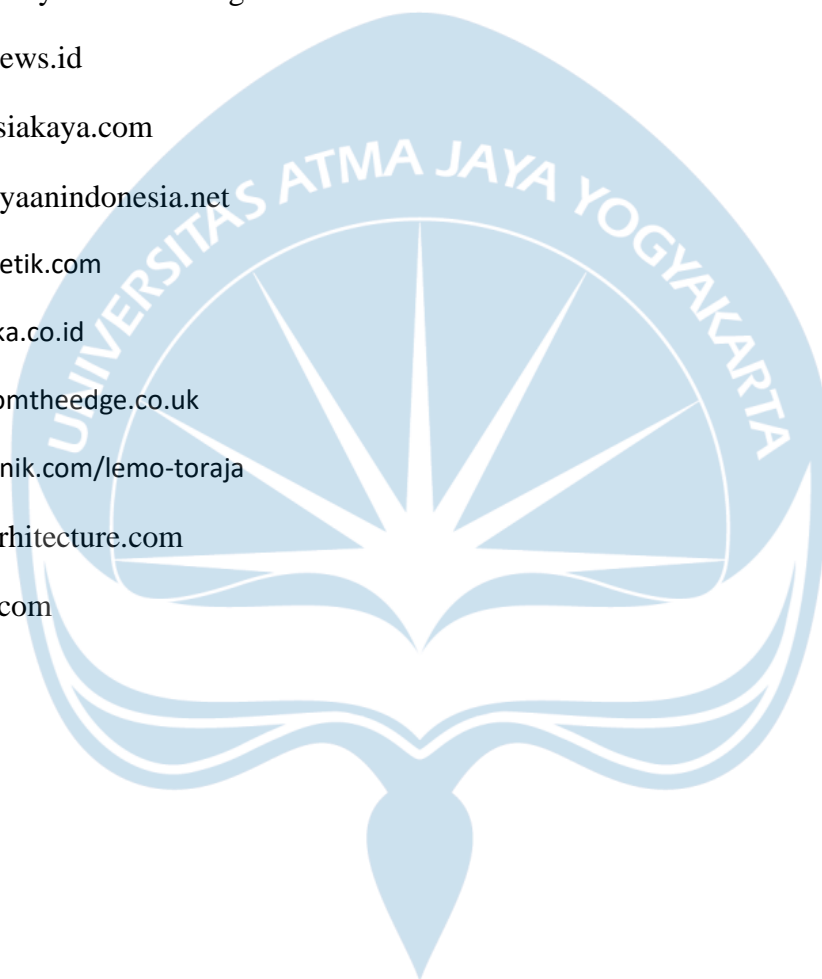 ews.id
siakaya.com
yaanindonesia.net
etik.com
ka.co.id
omtheedge.co.uk
nik.com/lemo-toraja
rhitecture.com
.com
UNIVERSITAS ATMA JAYA YOGYAKARTA